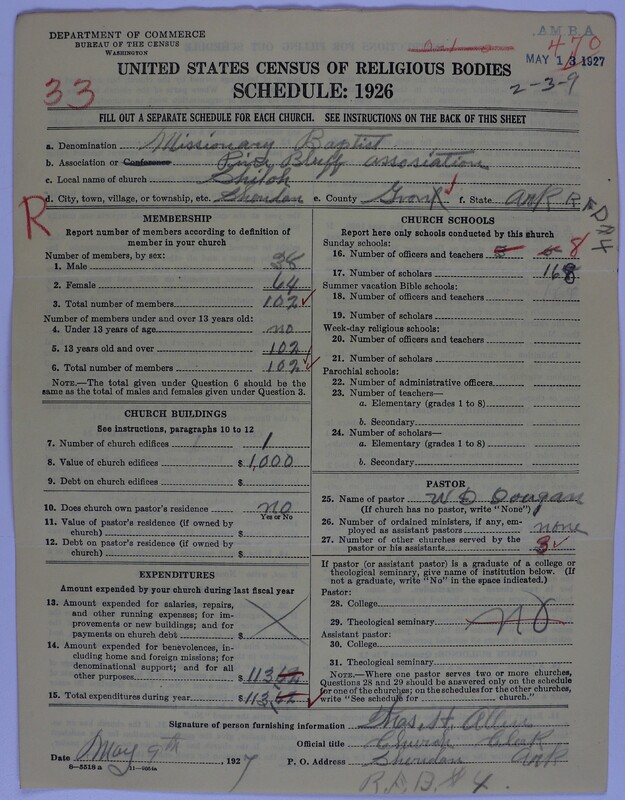 DEPARTMENT OF COMMERCE
BUREAU OF THE CENSUS
WASHINGTON
A M B A
470
MAY 13 1927
2-3-9
33
UNITED STATES CENSUS OF RELIGIOUS BODIES
SCHEDULE: 1926
FILL OUT A SEPARATE SCHEDULE FOR EACH CHURCH. SEE INSTRUCTIONS ON THE BACK OF THIS SHEET
a. Denomination Missionary Baptist
b. Association or Conference Pine Bluff assosiation
c. Local name of church Shiloh
d. City, town, village, or township, etc. Sheridan e. County Grant f. State Ark R F D #4
R
MEMBERSHIP
Report number of members according to definition of
member in your church
Number of members, by sex:
1. Male 38
2. Female 64
3. Total number of members 102
Number of members under and over 13 years old:
4. Under 13 years of age no
5. 13 years old and over 102
6. Total number of members 102
NOTE.—The total given under Question 6 should be the
same as the total of males and females given under Question 3.
CHURCH BUILDINGS
See instructions, paragraphs 10 to 12
7. Number of church edifices 1
8. Value of church edifices $ 1,000
9. Debt on church edifices $
10. Does church own pastor's residence no
Yes or No
11. Value of pastor's residence (if owned by
church) $
12. Debt on pastor's residence (if owned by
church) $
EXPENDITURES
Amount expended by your church during last fiscal year
13. Amount expended for salaries, repairs,
and other running expenses; for im-
provements or new buildings; and for
payments on church debt $
14. Amount expended for benevolences,
including home and foreign missions; for
denominational support; and for all
other purposes $ 113
15. Total expenditures during year $ 113
CHURCH SCHOOLS
Report here only schools conducted by this church
Sunday schools:
16. Number of officers and teachers 8
17. Number of scholars 168
Summer vacation Bible schools:
18. Number of officers and teachers
19. Number of scholars
Week-day religious schools:
20. Number of officers and teachers
21. Number of scholars
Parochial schools:
22. Number of administrative officers
23. Number of teachers—
a. Elementary (grades 1 to 8)
b. Secondary
24. Number of scholars—
a. Elementary (grades 1 to 8)
b. Secondary
PASTOR
25. Name of pastor W D Dougan
(If church has no pastor, write "None")
26. Number of ordained ministers, if any, em-
ployed as assistant pastors none
27. Number of other churches served by the
pastor or his assistants 3
If pastor (or assistant pastor) is a graduate of a college or
theological seminary, give name of institution below. (If
not a graduate, write "No" in the space indicated.)
Pastor:
28. College
29. Theological seminary NO
Assistant pastor:
30. College
31. Theological seminary
NOTE.—Where one pastor serves two or more churches,
Questions 28 and 29 should be answered only on the schedule
for one of the churches; on the schedules for the other churches,
write "See schedule for church."
Signature of person furnishing information Thos. H. Allen
Official title Church Clerk
Date May 9th, 1927 P. O. Address Sheridan Ark
8—5518 a
R.F.D. # 4.